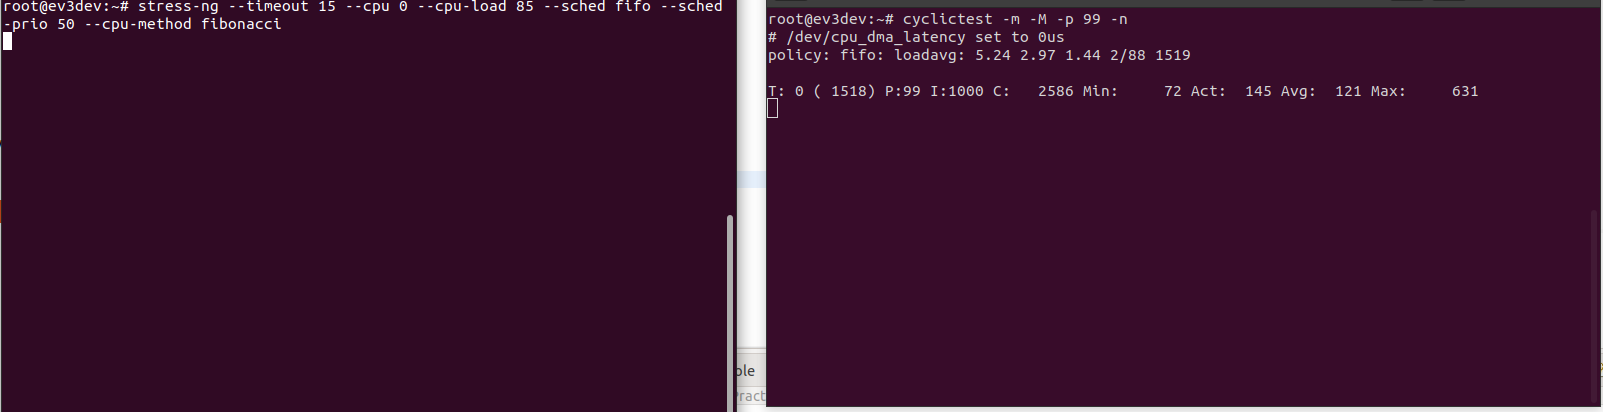 root@ev3dev:~# stress-ng --timeout 15 --cpu 0 --cpu-load 85 --sched fifo --sched
-prio 50 --cpu-method fibonacci
root@ev3dev:~# cyclictest -m -M -p 99 -n
# /dev/cpu_dma_latency set to 0us
policy: fifo: loadavg: 5.24 2.97 1.44 2/88 1519
T: 0 ( 1518) P:99 I:1000 C:   2586 Min:     72 Act:  145 Avg:  121 Max:     631
ole
Pract